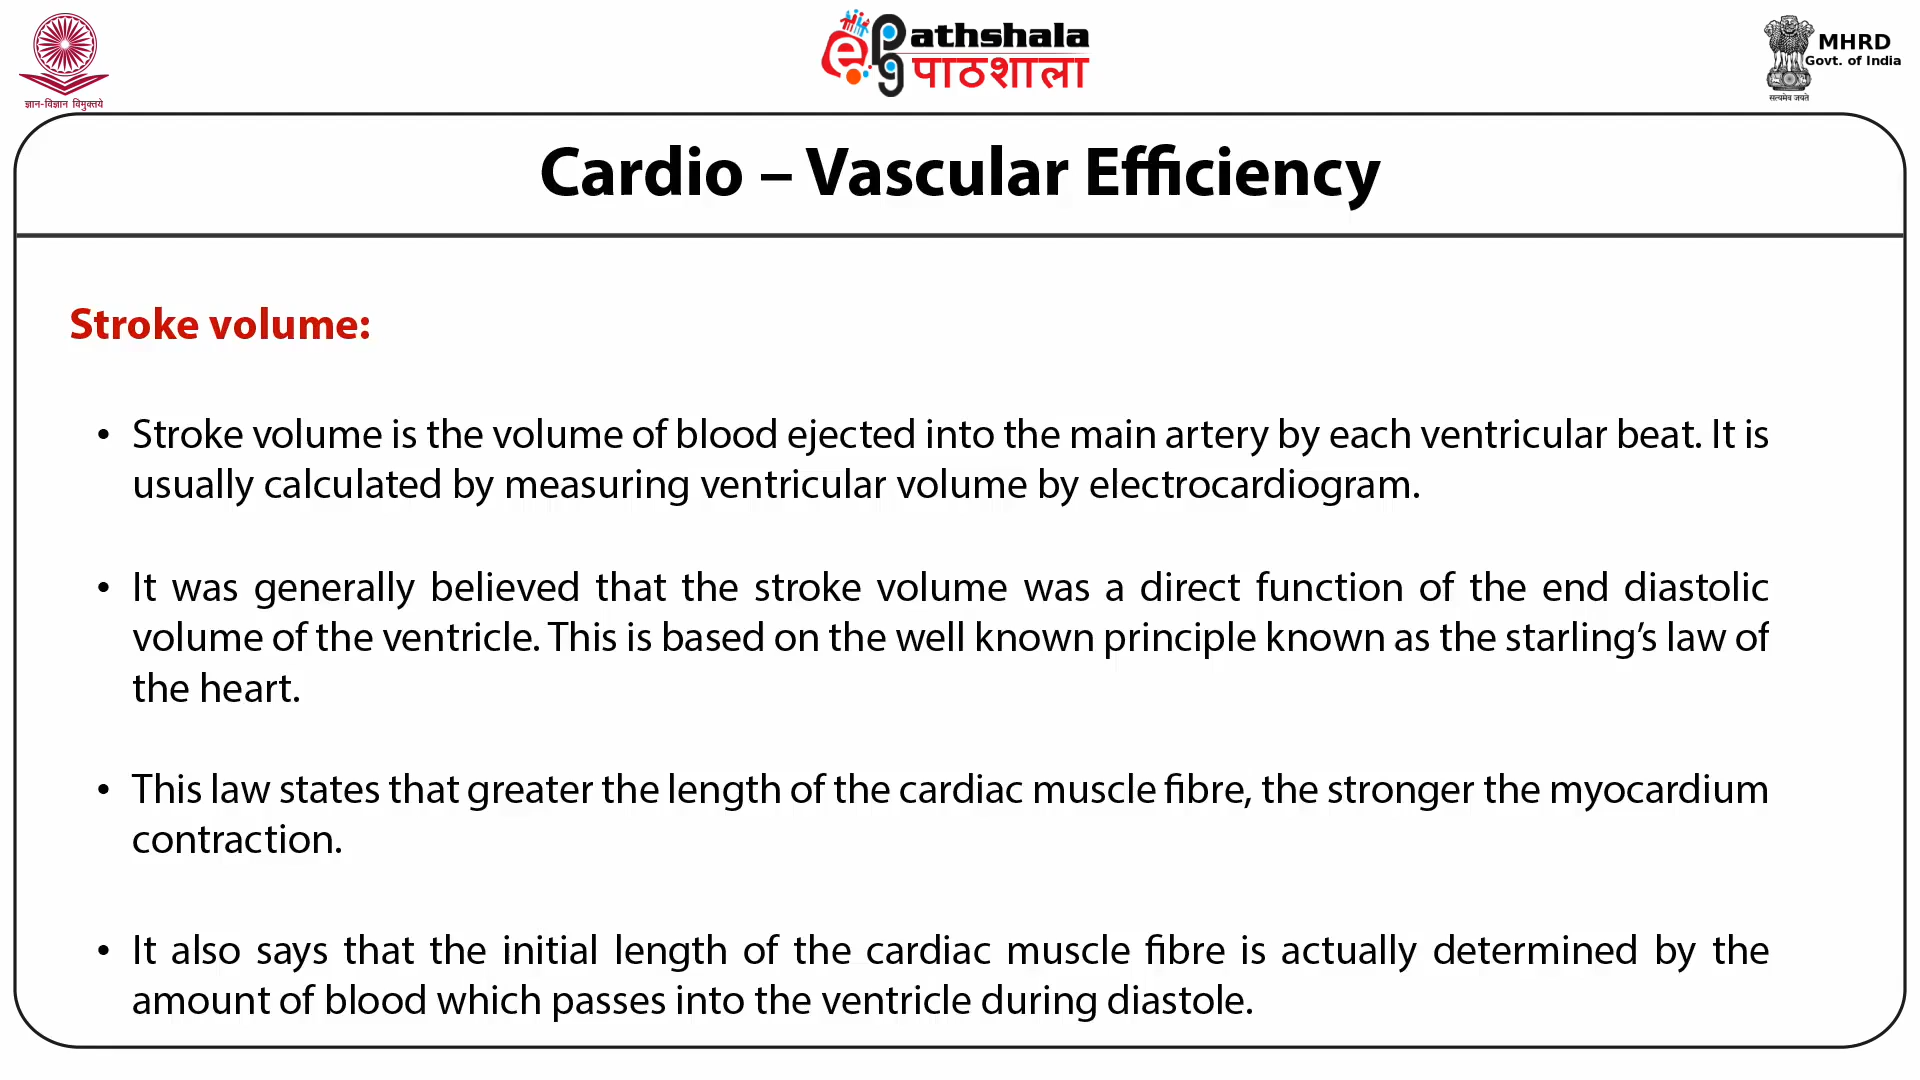 ज्ञान-विज्ञान विमुक्तये
ePG athshala
पाठशाला
MHRD
Govt. of India
सत्यमेव जयते
Cardio – Vascular Efficiency
Stroke volume:
• Stroke volume is the volume of blood ejected into the main artery by each ventricular beat. It is
usually calculated by measuring ventricular volume by electrocardiogram.
• It was generally believed that the stroke volume was a direct function of the end diastolic
volume of the ventricle. This is based on the well known principle known as the starling’s law of
the heart.
• This law states that greater the length of the cardiac muscle fibre, the stronger the myocardium
contraction.
• It also says that the initial length of the cardiac muscle fibre is actually determined by the
amount of blood which passes into the ventricle during diastole.